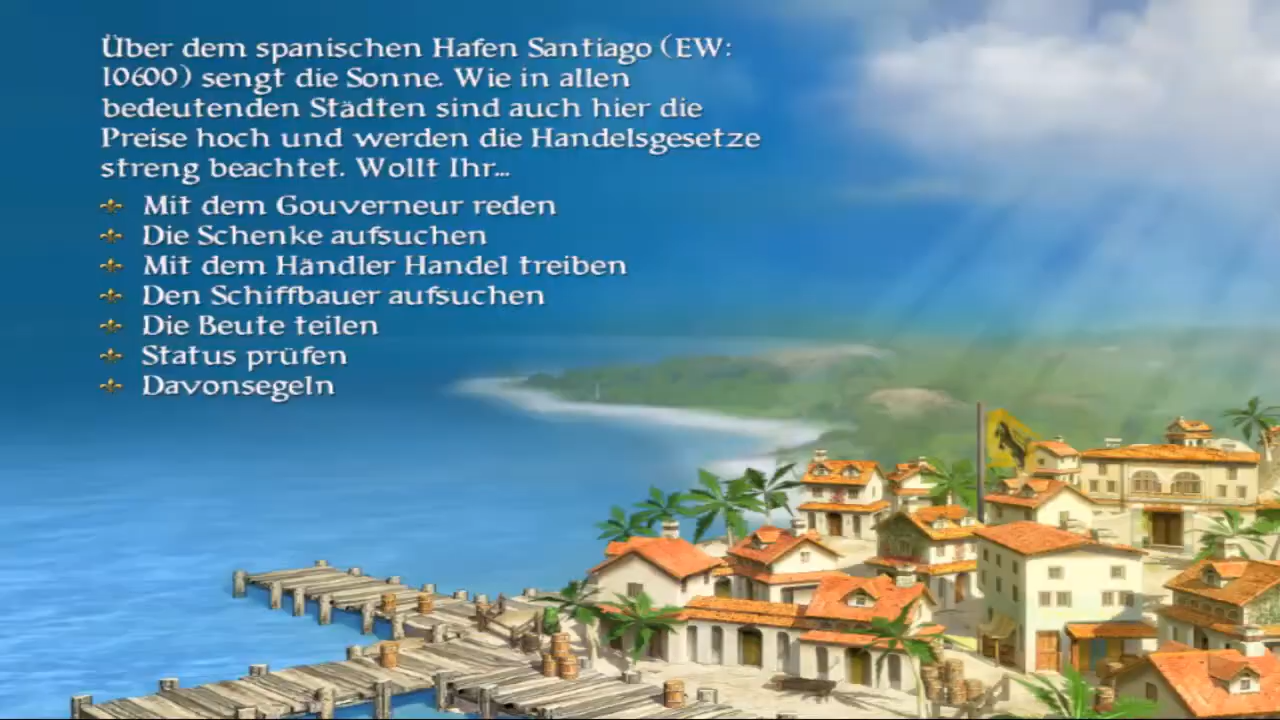 Über dem spanischen Hafen Santiago (EW:
10600) sengt die Sonne. Wie in allen
bedeutenden Städten sind auch hier die
Preise hoch und werden die Handelsgesetze
streng beachtet. Wollt Ihr...
Mit dem Gouverneur reden
Die Schenke aufsuchen
Mit dem Händler Handel treiben
Den Schiffbauer aufsuchen
Die Beute teilen
Status prüfen
Davonsegeln